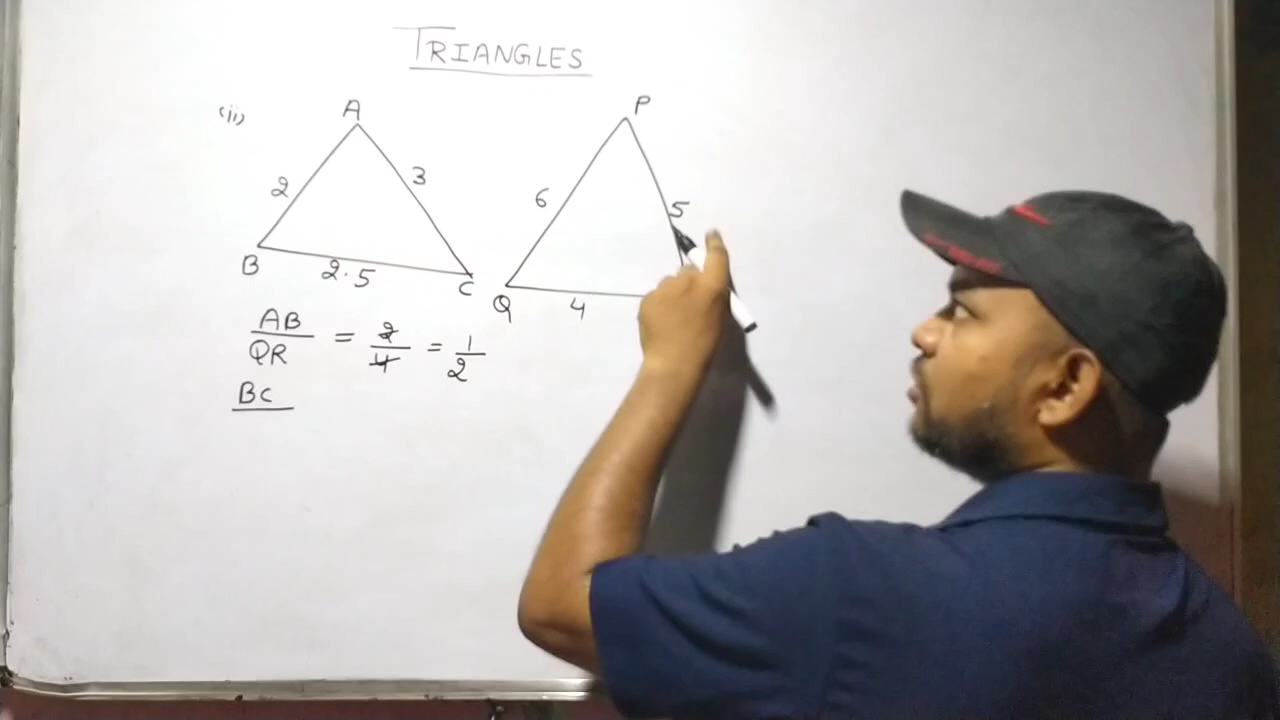 TRIANGLES
(ii)
A
P
2
3
6
5
B
2.5
C
Q
4
AB/QR = 2/4 = 1/2
BC